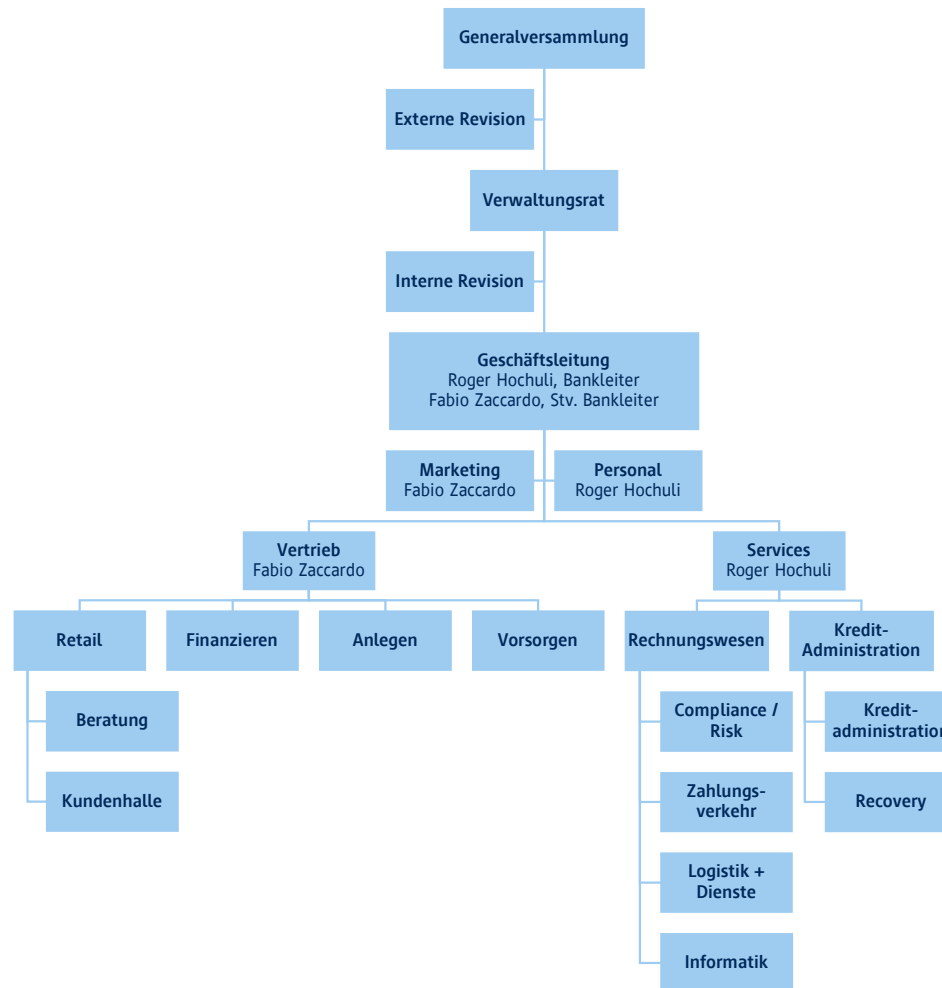 Generalversammlung
Externe Revision
Verwaltungsrat
Interne Revision
Geschäftsleitung
Roger Hochuli, Bankleiter
Fabio Zaccardo, Stv. Bankleiter
Marketing
Fabio Zaccardo
Personal
Roger Hochuli
Vertrieb
Fabio Zaccardo
Services
Roger Hochuli
Retail
Finanzieren
Anlegen
Vorsorgen
Rechnungswesen
Kredit-
Administration
Beratung
Kundenhalle
Compliance /
Risk
Zahlungs-
verkehr
Logistik +
Dienste
Informatik
Kredit-
administration
Recovery